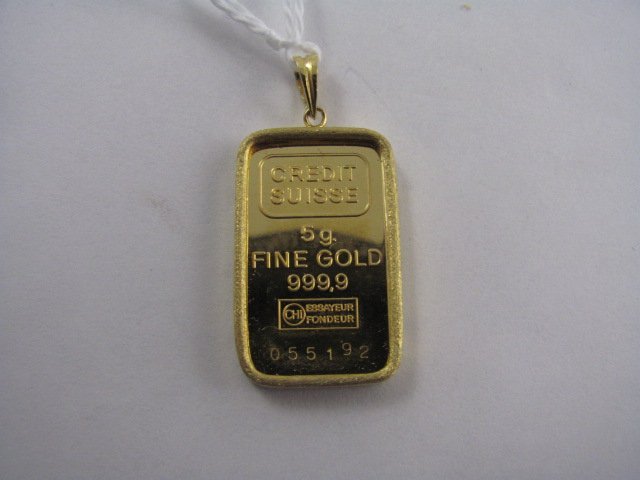 CREDIT
SUISSE
5 g.
FINE GOLD
999,9
CHI ESSAYEUR
FONDEUR
055192